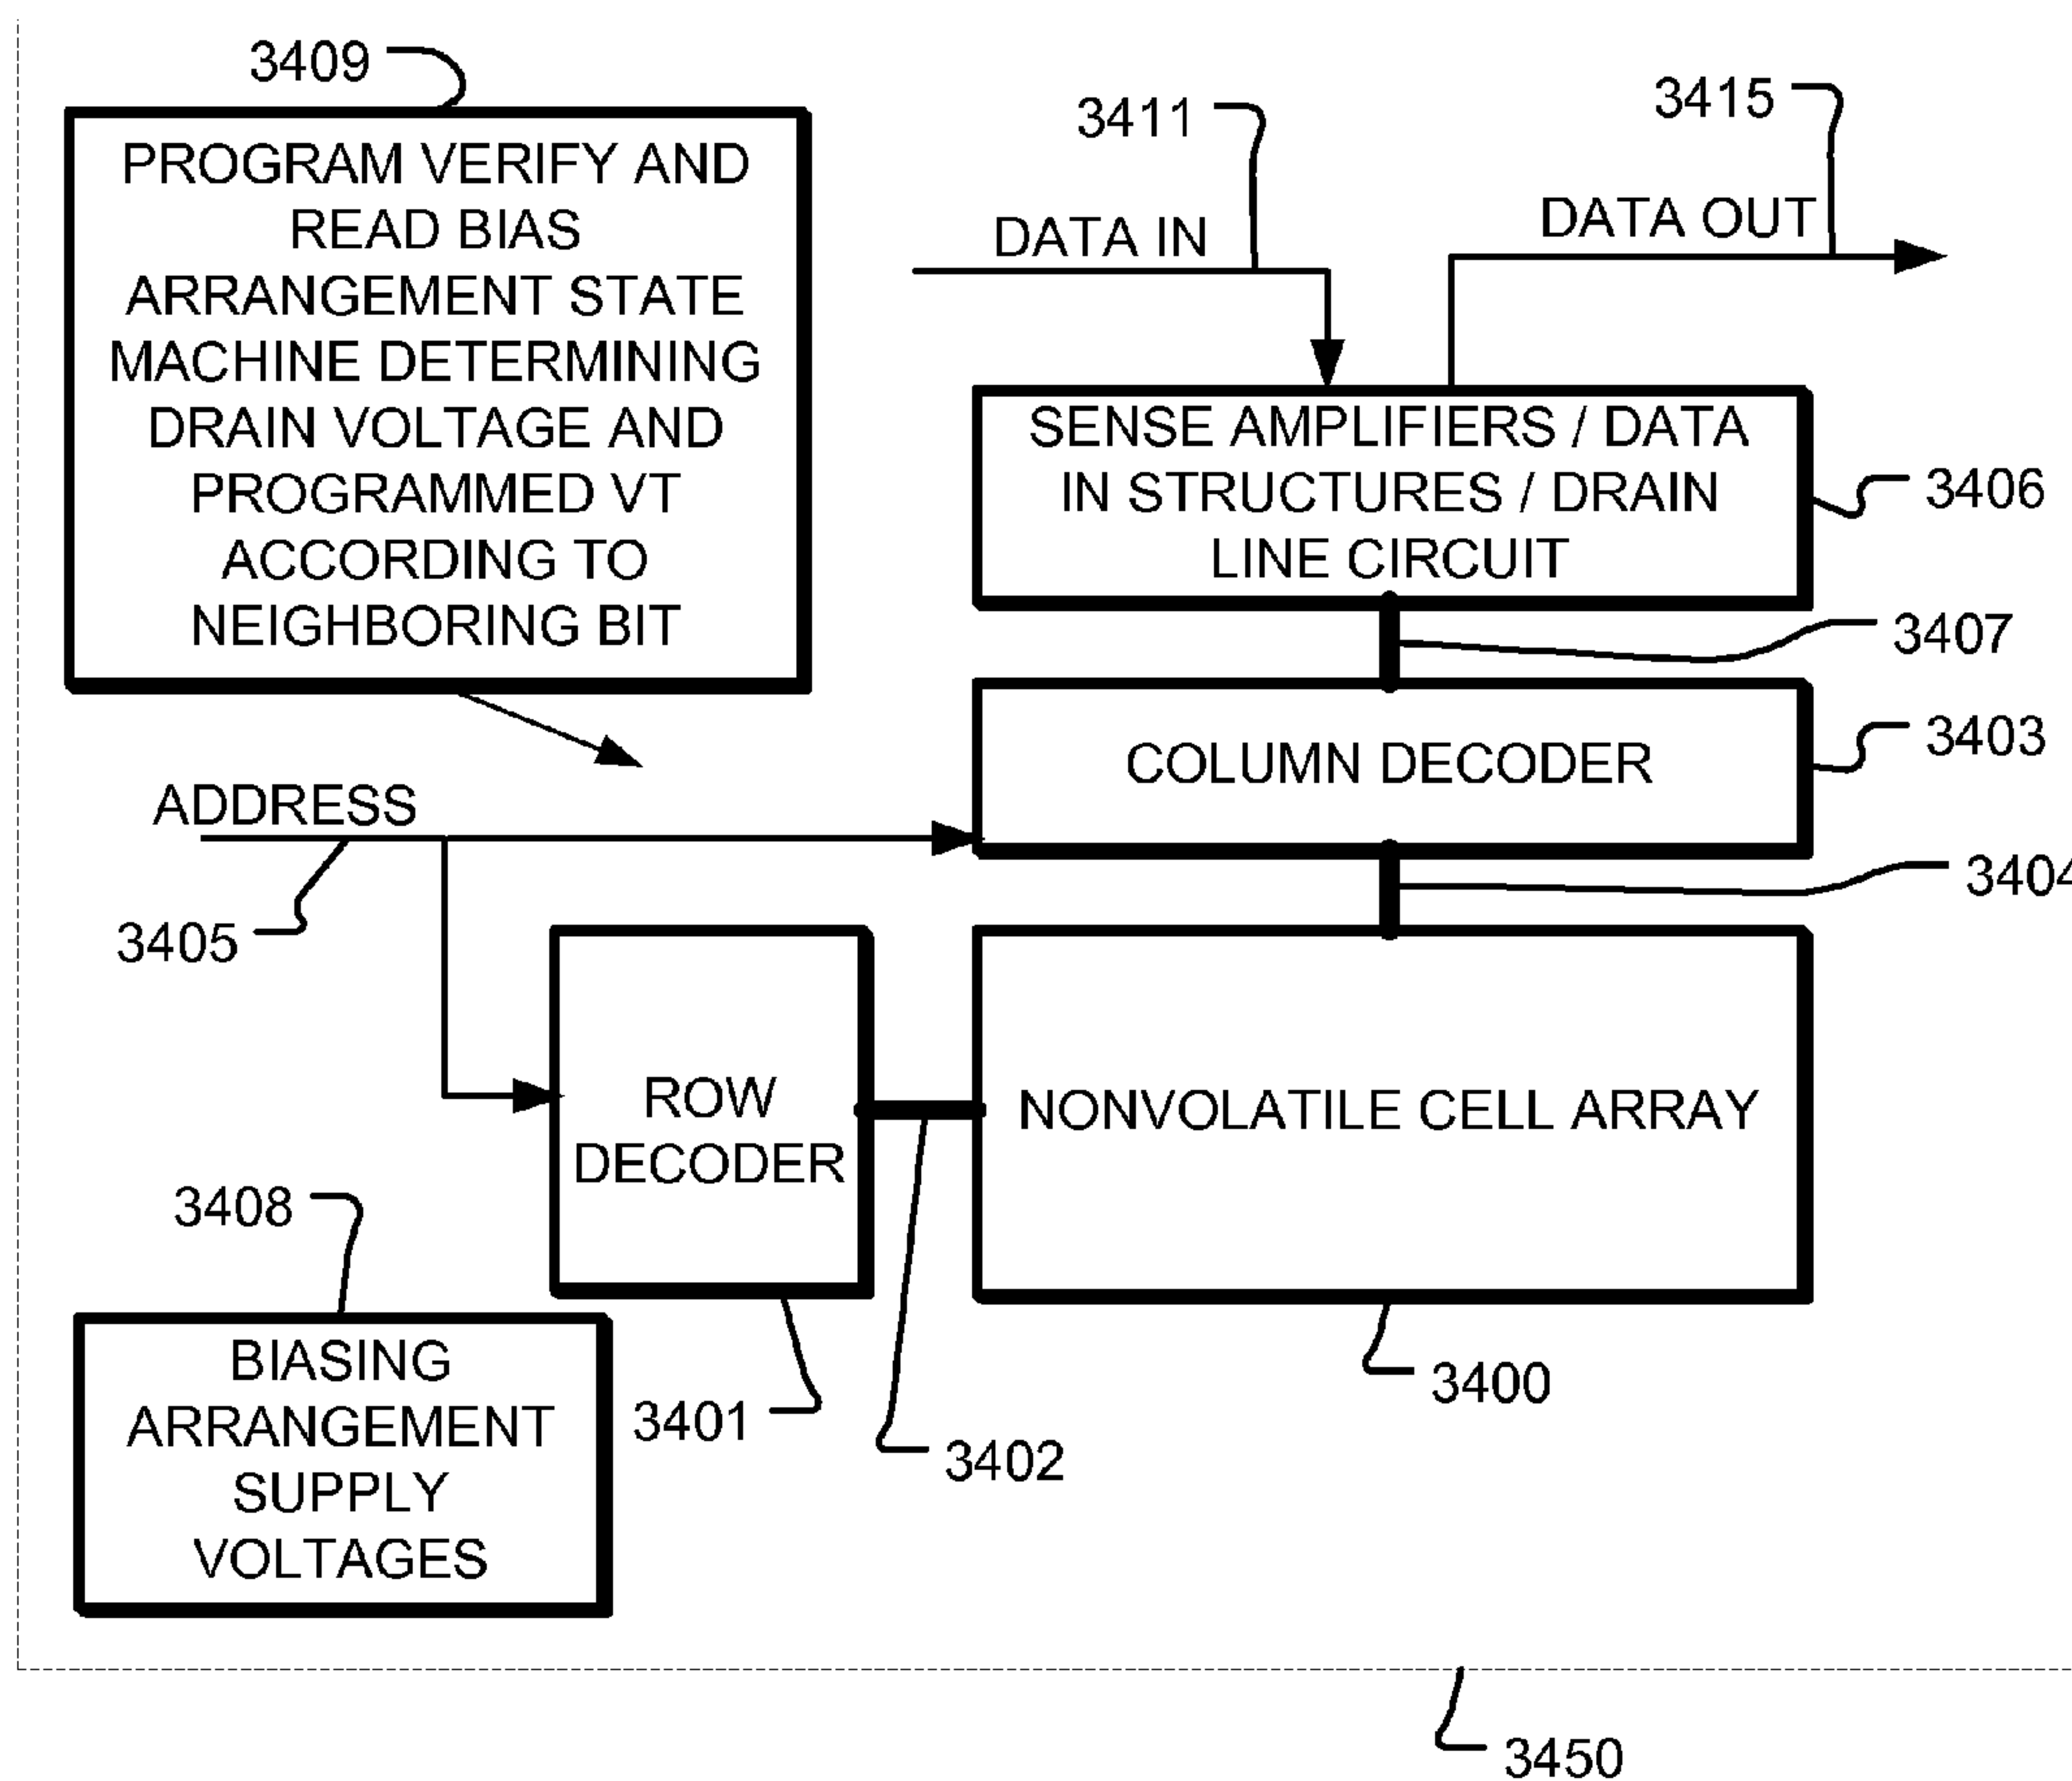 3409
PROGRAM VERIFY AND
READ BIAS
ARRANGEMENT STATE
MACHINE DETERMINING
DRAIN VOLTAGE AND
PROGRAMMED VT
ACCORDING TO
NEIGHBORING BIT
3411
DATA IN
3415
DATA OUT
SENSE AMPLIFIERS / DATA
IN STRUCTURES / DRAIN
LINE CIRCUIT
3406
3407
COLUMN DECODER
3403
ADDRESS
3405
3404
ROW
DECODER
NONVOLATILE CELL ARRAY
3408
BIASING
ARRANGEMENT
SUPPLY
VOLTAGES
3401
3402
3400
3450